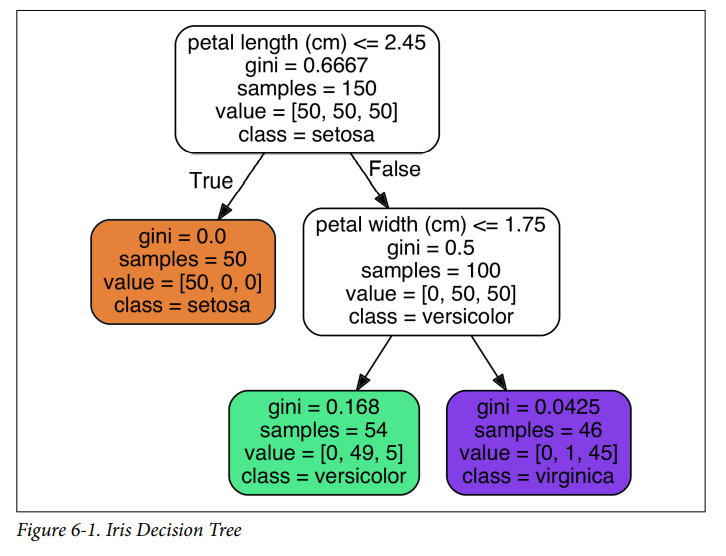 petal length (cm) <= 2.45
gini = 0.6667
samples = 150
value = [50, 50, 50]
class = setosa
True
False
gini = 0.0
samples = 50
value = [50, 0, 0]
class = setosa
petal width (cm) <= 1.75
gini = 0.5
samples = 100
value = [0, 50, 50]
class = versicolor
gini = 0.168
samples = 54
value = [0, 49, 5]
class = versicolor
gini = 0.0425
samples = 46
value = [0, 1, 45]
class = virginica
Figure 6-1. Iris Decision Tree